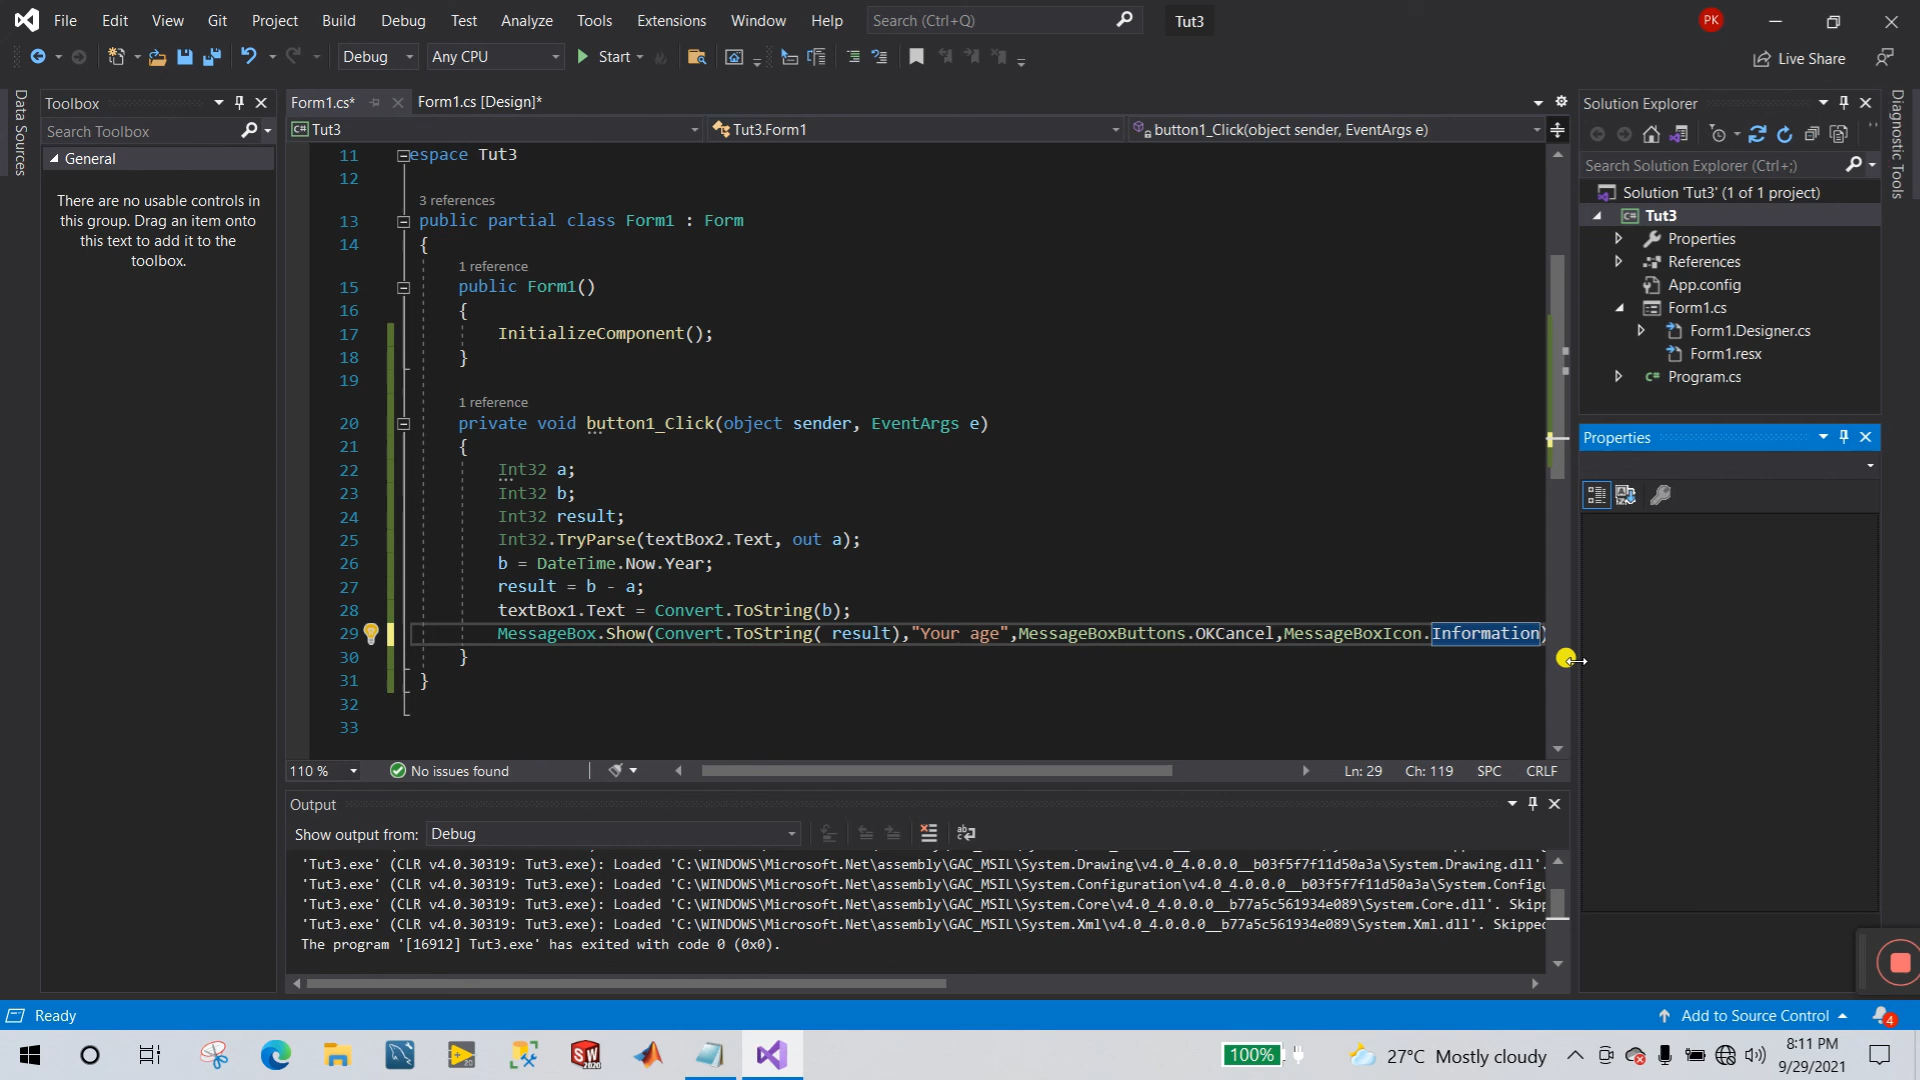 File Edit View Git Project Build Debug Test Analyze Tools Extensions Window Help Search (Ctrl+Q) Tut3 PK
Debug Any CPU Start Live Share
Data Sources
Toolbox
Search Toolbox
General
There are no usable controls
in this group. Drag an item onto
this text to add it to the
toolbox.
Form1.cs* Form1.cs [Design]*
Tut3 Tut3.Form1 button1_Click(object sender, EventArgs e)
11 espace Tut3
12
3 references
13 public partial class Form1 : Form
14 {
1 reference
15 public Form1()
16 {
17 InitializeComponent();
18 }
19
1 reference
20 private void button1_Click(object sender, EventArgs e)
21 {
22 Int32 a;
23 Int32 b;
24 Int32 result;
25 Int32.TryParse(textBox2.Text, out a);
26 b = DateTime.Now.Year;
27 result = b - a;
28 textBox1.Text = Convert.ToString(b);
29 MessageBox.Show(Convert.ToString( result),"Your age",MessageBoxButtons.OKCancel,MessageBoxIcon.Information)
30 }
31 }
32
33
110 % No issues found Ln: 29 Ch: 119 SPC CRLF
Output
Show output from: Debug
'Tut3.exe' (CLR v4.0.30319: Tut3.exe): Loaded 'C:\WINDOWS\Microsoft.Net\assembly\GAC_MSIL\System.Drawing\v4.0_4.0.0.0__b03f5f7f11d50a3a\System.Drawing.dll'.
'Tut3.exe' (CLR v4.0.30319: Tut3.exe): Loaded 'C:\WINDOWS\Microsoft.Net\assembly\GAC_MSIL\System.Configuration\v4.0_4.0.0.0__b03f5f7f11d50a3a\System.Configu
'Tut3.exe' (CLR v4.0.30319: Tut3.exe): Loaded 'C:\WINDOWS\Microsoft.Net\assembly\GAC_MSIL\System.Core\v4.0_4.0.0.0__b77a5c561934e089\System.Core.dll'. Skipp
'Tut3.exe' (CLR v4.0.30319: Tut3.exe): Loaded 'C:\WINDOWS\Microsoft.Net\assembly\GAC_MSIL\System.Xml\v4.0_4.0.0.0__b77a5c561934e089\System.Xml.dll'. Skipped
The program '[16912] Tut3.exe' has exited with code 0 (0x0).
Solution Explorer
Search Solution Explorer (Ctrl+;)
Solution 'Tut3' (1 of 1 project)
Tut3
Properties
References
App.config
Form1.cs
Form1.Designer.cs
Form1.resx
Program.cs
Properties
Diagnostic Tools
Ready Add to Source Control 4
100% 27°C Mostly cloudy 8:11 PM
9/29/2021